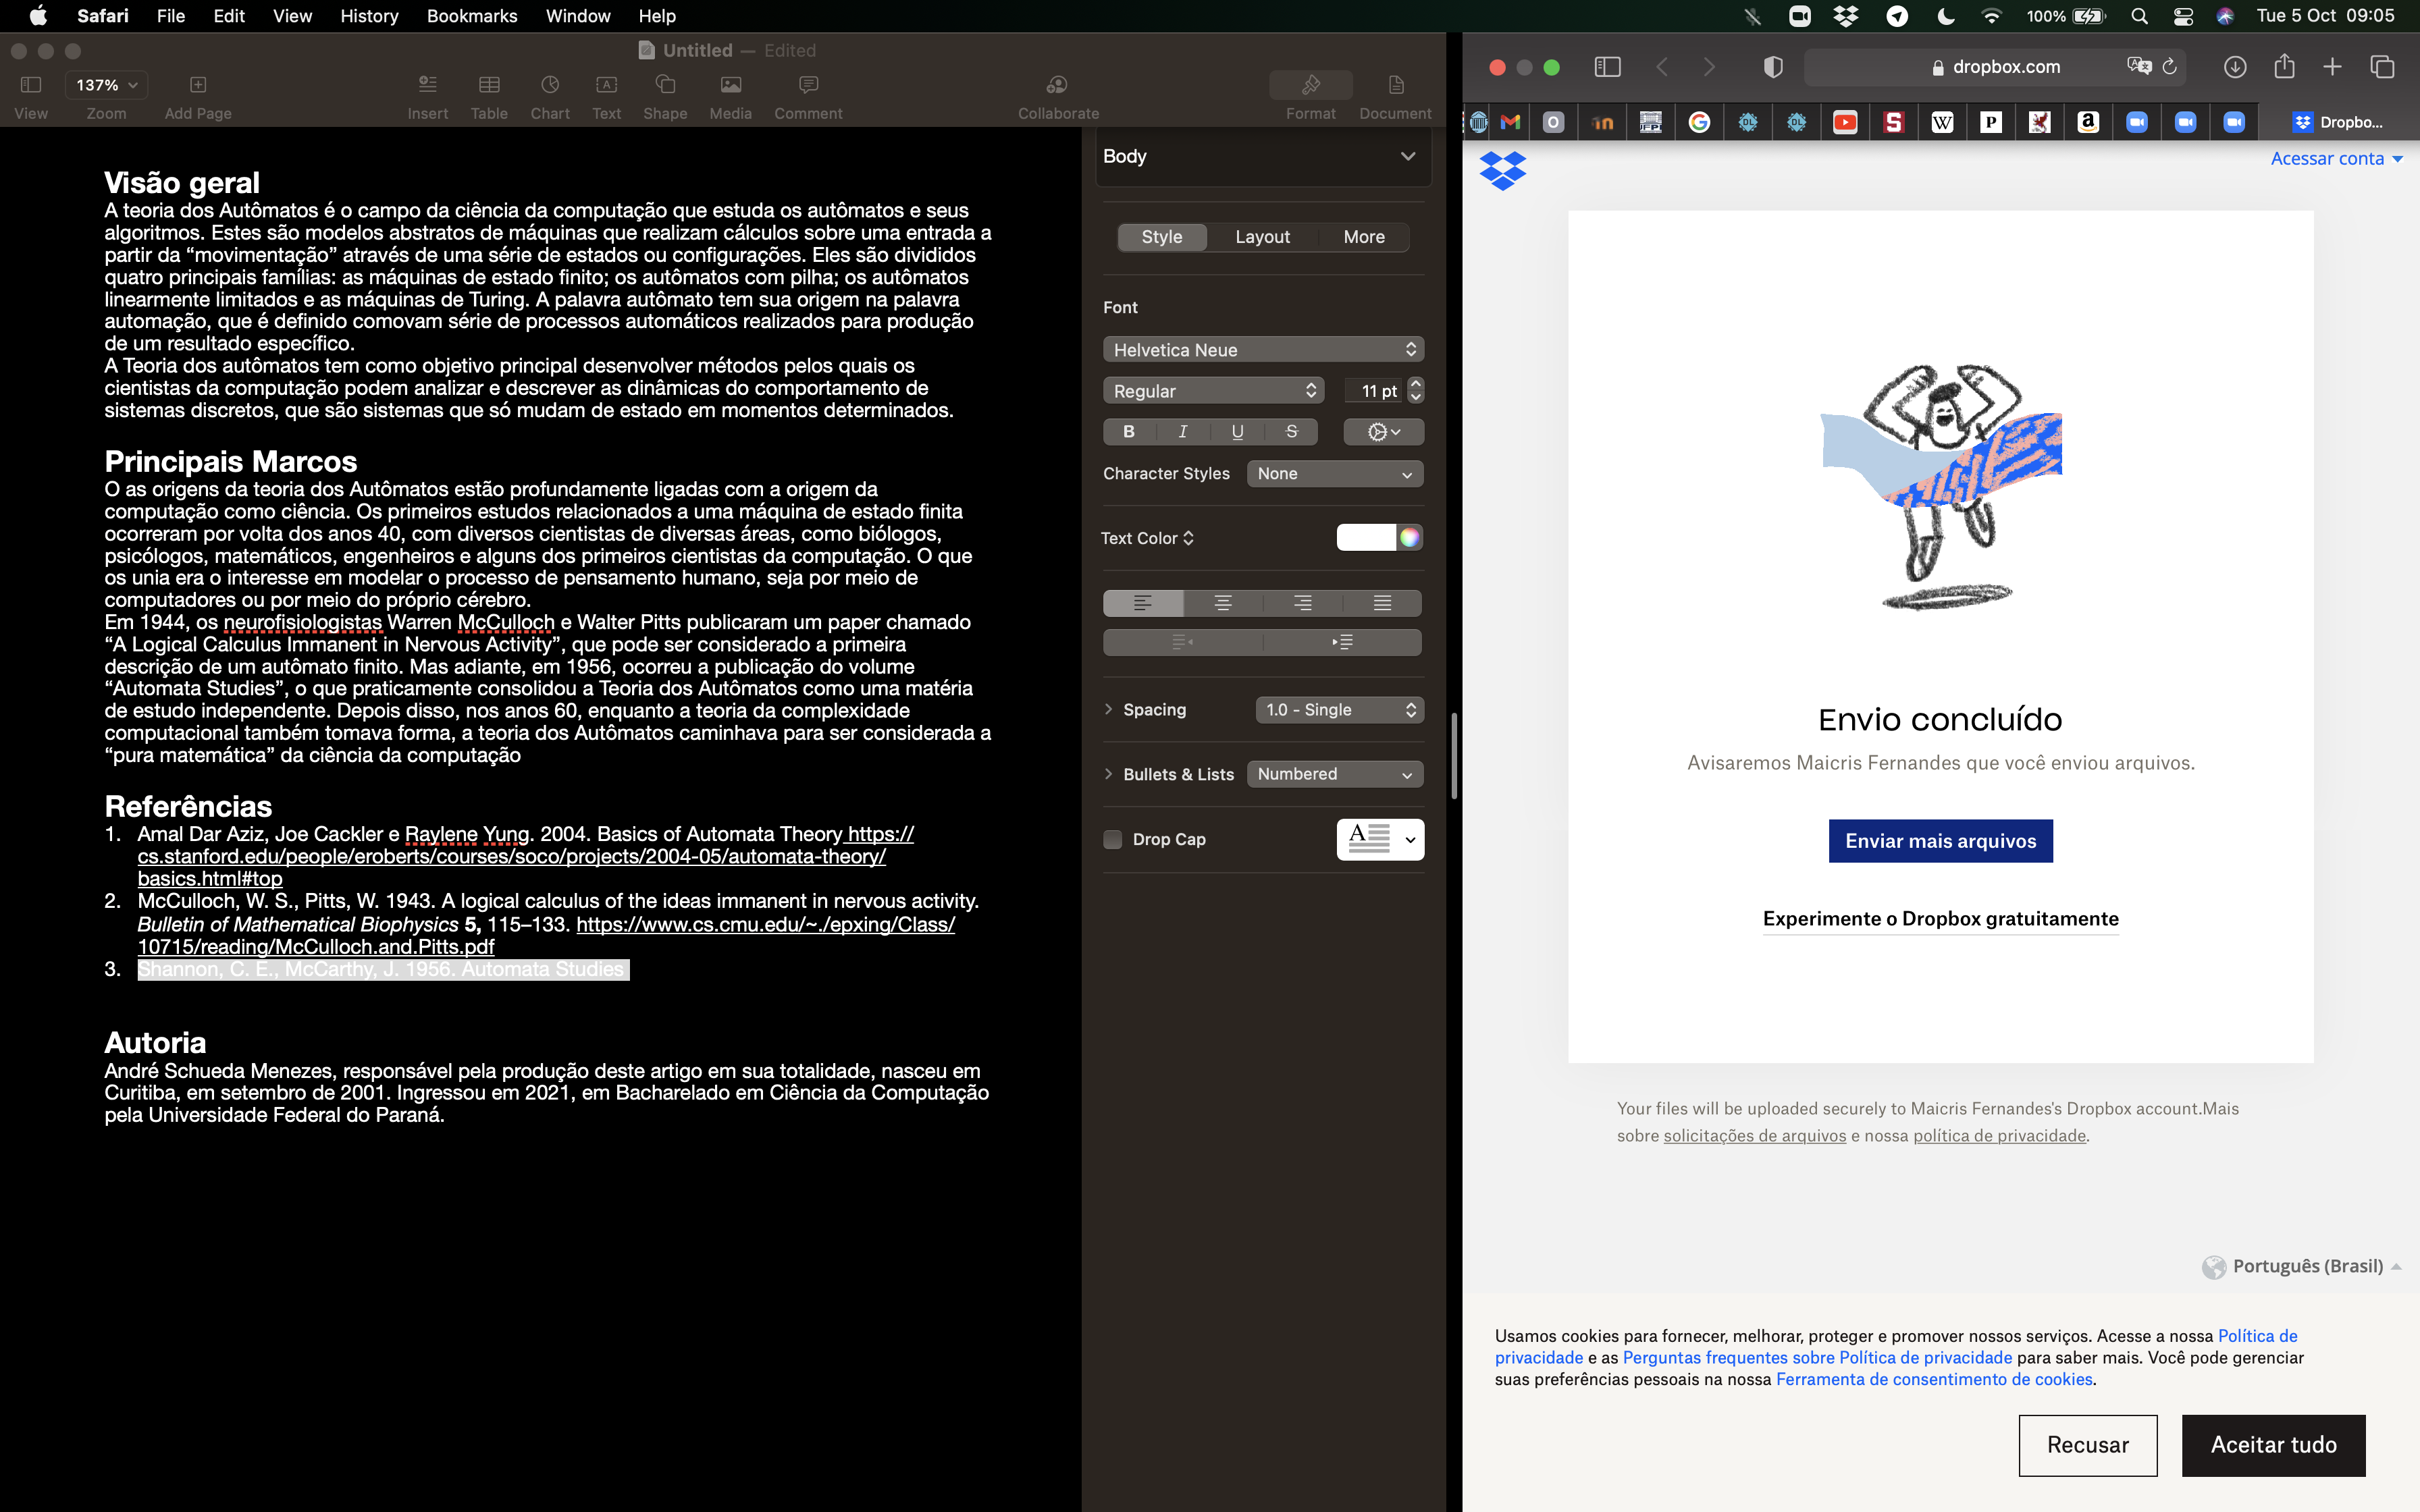 Safari File Edit View History Bookmarks Window Help
100% Tue 5 Oct 09:05
Untitled — Edited
137%
View Zoom Add Page Insert Table Chart Text Shape Media Comment Collaborate Format Document
Visão geral
A teoria dos Autômatos é o campo da ciência da computação que estuda os autômatos e seus
algoritmos. Estes são modelos abstratos de máquinas que realizam cálculos sobre uma entrada a
partir da “movimentação” através de uma série de estados ou configurações. Eles são divididos
quatro principais famílias: as máquinas de estado finito; os autômatos com pilha; os autômatos
linearmente limitados e as máquinas de Turing. A palavra autômato tem sua origem na palavra
automação, que é definido comovam série de processos automáticos realizados para produção
de um resultado específico.
A Teoria dos autômatos tem como objetivo principal desenvolver métodos pelos quais os
cientistas da computação podem analizar e descrever as dinâmicas do comportamento de
sistemas discretos, que são sistemas que só mudam de estado em momentos determinados.
Principais Marcos
O as origens da teoria dos Autômatos estão profundamente ligadas com a origem da
computação como ciência. Os primeiros estudos relacionados a uma máquina de estado finita
ocorreram por volta dos anos 40, com diversos cientistas de diversas áreas, como biólogos,
psicólogos, matemáticos, engenheiros e alguns dos primeiros cientistas da computação. O que
os unia era o interesse em modelar o processo de pensamento humano, seja por meio de
computadores ou por meio do próprio cérebro.
Em 1944, os neurofisiologistas Warren McCulloch e Walter Pitts publicaram um paper chamado
“A Logical Calculus Immanent in Nervous Activity”, que pode ser considerado a primeira
descrição de um autômato finito. Mas adiante, em 1956, ocorreu a publicação do volume
“Automata Studies”, o que praticamente consolidou a Teoria dos Autômatos como uma matéria
de estudo independente. Depois disso, nos anos 60, enquanto a teoria da complexidade
computacional também tomava forma, a teoria dos Autômatos caminhava para ser considerada a
“pura matemática” da ciência da computação
Referências
1. Amal Dar Aziz, Joe Cackler e Raylene Yung. 2004. Basics of Automata Theory https://
cs.stanford.edu/people/eroberts/courses/soco/projects/2004-05/automata-theory/
basics.html#top
2. McCulloch, W. S., Pitts, W. 1943. A logical calculus of the ideas immanent in nervous activity.
Bulletin of Mathematical Biophysics 5, 115–133. https://www.cs.cmu.edu/~./epxing/Class/
10715/reading/McCulloch.and.Pitts.pdf
3. Shannon, C. E., McCarthy, J. 1956. Automata Studies
Autoria
André Schueda Menezes, responsável pela produção deste artigo em sua totalidade, nasceu em
Curitiba, em setembro de 2001. Ingressou em 2021, em Bacharelado em Ciência da Computação
pela Universidade Federal do Paraná.
Body
Style Layout More
Font
Helvetica Neue
Regular 11 pt
B I U S
Character Styles None
Text Color
Spacing 1.0 - Single
Bullets & Lists Numbered
Drop Cap A
dropbox.com
Dropbo...
Acessar conta
Envio concluído
Avisaremos Maicris Fernandes que você enviou arquivos.
Enviar mais arquivos
Experimente o Dropbox gratuitamente
Your files will be uploaded securely to Maicris Fernandes's Dropbox account.Mais
sobre solicitações de arquivos e nossa política de privacidade.
Português (Brasil)
Usamos cookies para fornecer, melhorar, proteger e promover nossos serviços. Acesse a nossa Política de
privacidade e as Perguntas frequentes sobre Política de privacidade para saber mais. Você pode gerenciar
suas preferências pessoais na nossa Ferramenta de consentimento de cookies.
Recusar Aceitar tudo